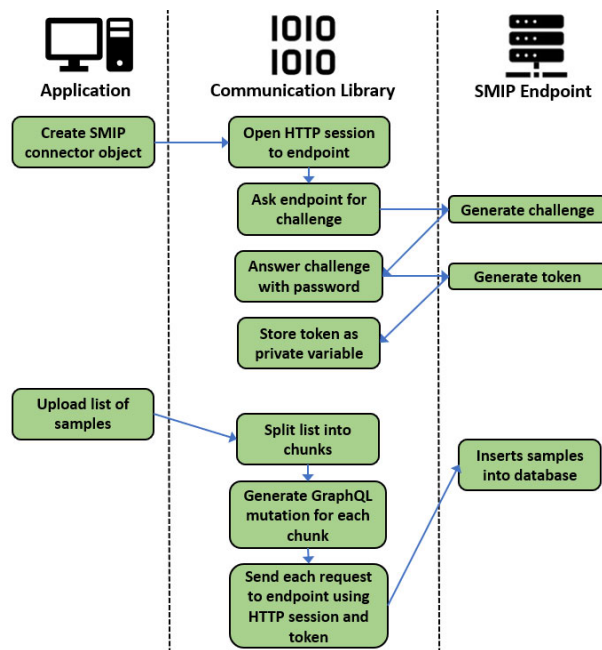 IOIO
IOIO
Application
Communication Library
SMIP Endpoint
Create SMIP
connector object
Open HTTP session
to endpoint
Ask endpoint for
challenge
Generate challenge
Answer challenge
with password
Generate token
Store token as
private variable
Upload list of
samples
Split list into
chunks
Inserts samples
into database
Generate GraphQL
mutation for each
chunk
Send each request
to endpoint using
HTTP session and
token